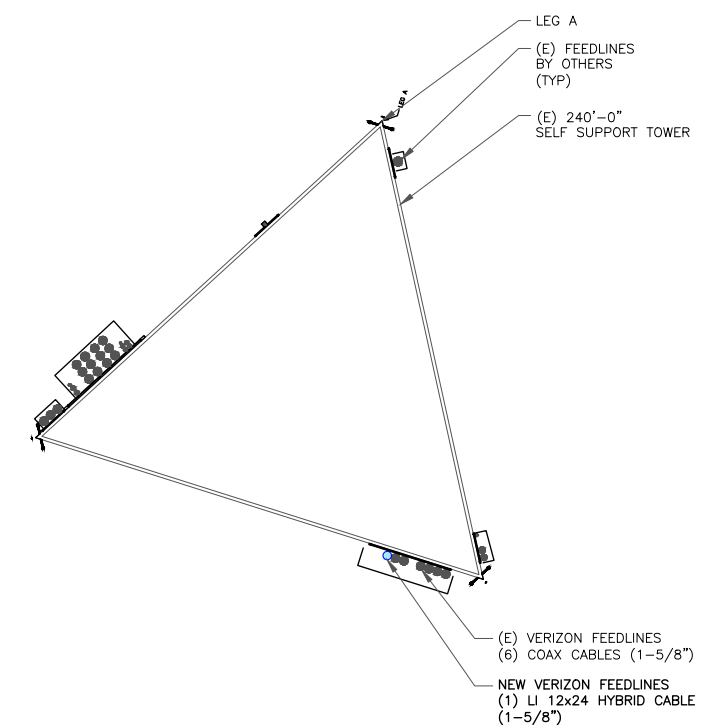 LEG A
(E) FEEDLINES
BY OTHERS
(TYP)
LEG A
(E) 240'-0"
SELF SUPPORT TOWER
(E) VERIZON FEEDLINES
(6) COAX CABLES (1-5/8")
NEW VERIZON FEEDLINES
(1) LI 12x24 HYBRID CABLE
(1-5/8")